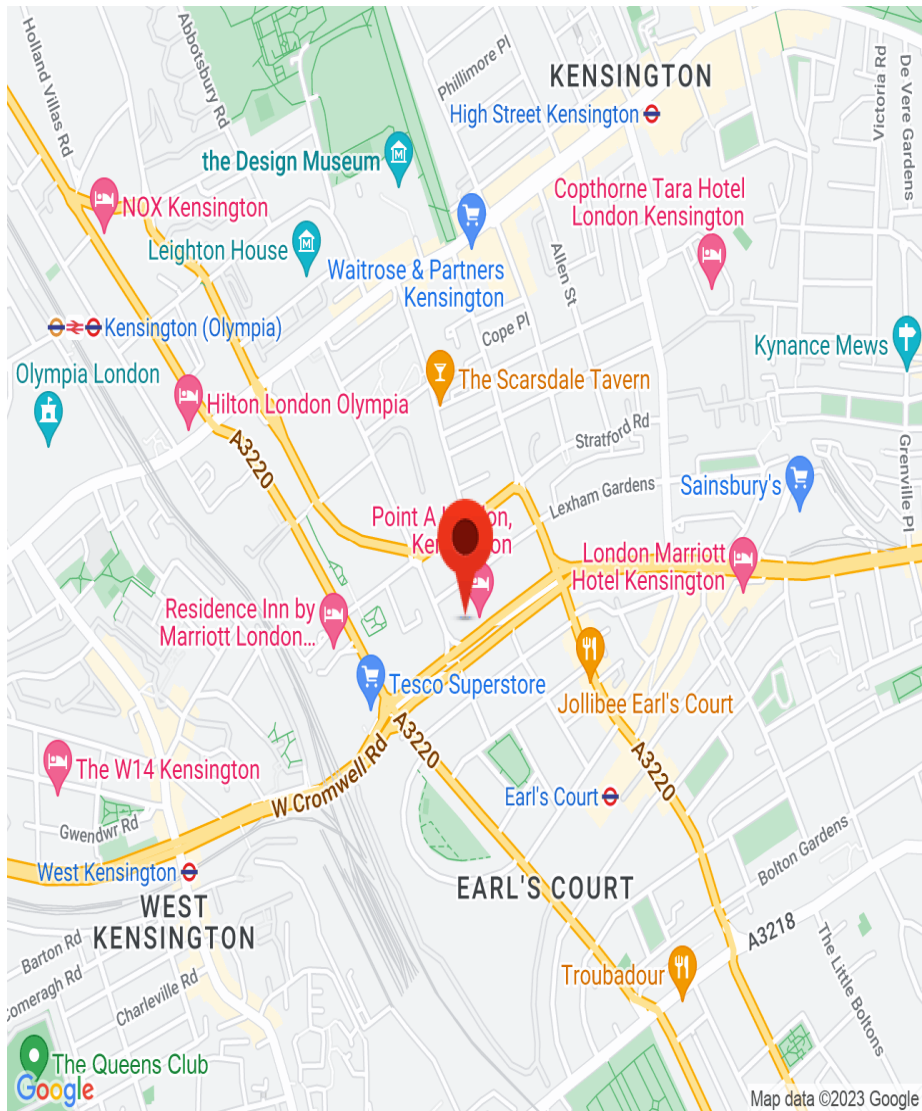 Holland Villas Rd
Abbotsbury Rd
Phillimore Pl
KENSINGTON
High Street Kensington
Victoria Rd
De Vere Gardens
the Design Museum
NOX Kensington
Leighton House
Copthorne Tara Hotel
London Kensington
Waitrose & Partners
Kensington
Allen St
Kensington (Olympia)
Cope Pl
Kynance Mews
Olympia London
The Scarsdale Tavern
Hilton London Olympia
A3220
Stratford Rd
Grenville Pl
Lexham Gardens
Sainsbury's
Point A
Residence Inn by
Marriott London...
London Marriott
Hotel Kensington
Tesco Superstore
Jollibee Earl's Court
A3220
A3220
The W14 Kensington
W Cromwell Rd
Earl's Court
Gwendwr Rd
West Kensington
Bolton Gardens
EARL'S COURT
WEST
KENSINGTON
A3218
Barton Rd
Troubadour
The Little Boltons
Comeragh Rd
Charleville Rd
The Queens Club
Google
Map data ©2023 Google